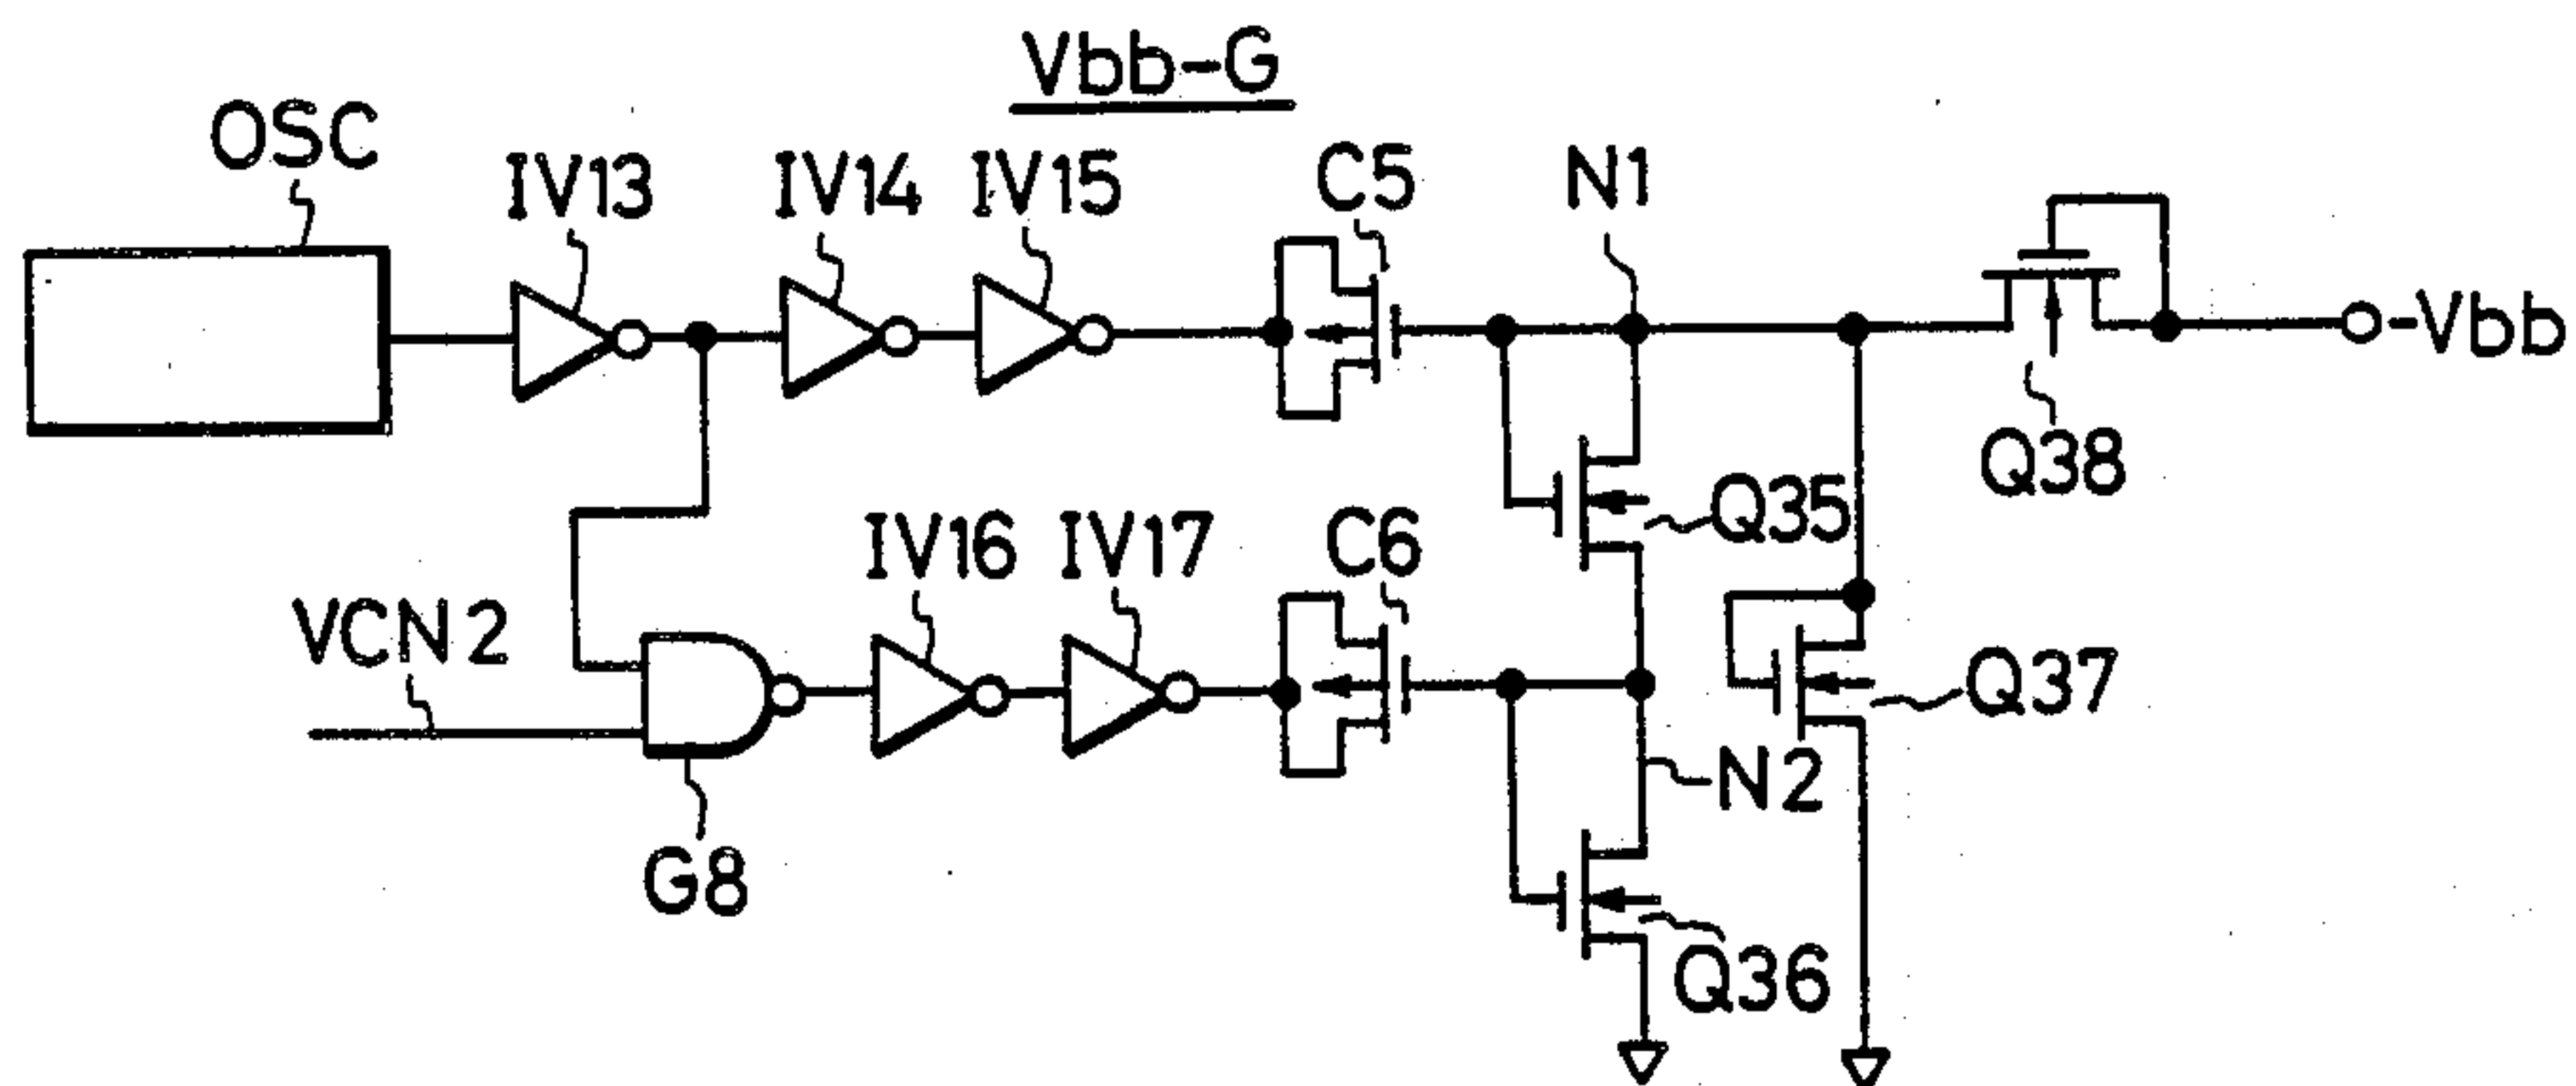 Vbb-G
OSC
IV13
IV14
IV15
C5
N1
-Vbb
Q38
Q35
IV16
IV17
C6
VCN2
Q37
N2
G8
Q36